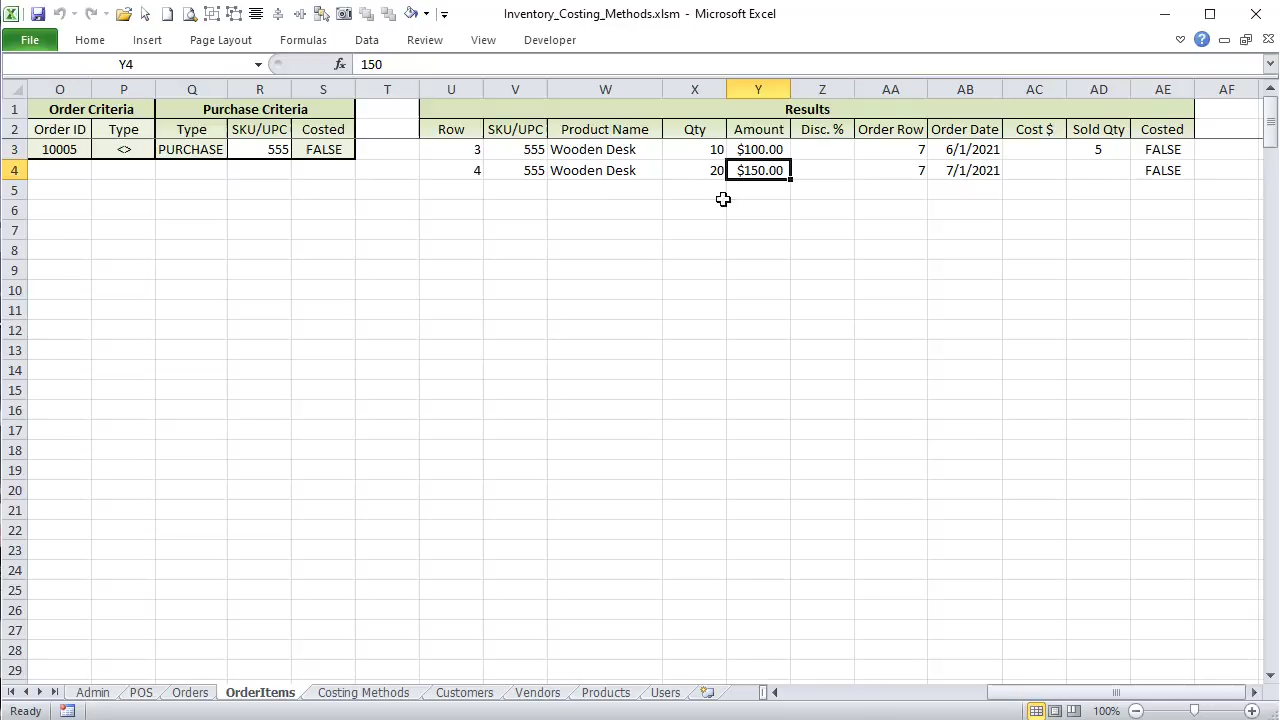 Inventory_Costing_Methods.xlsm - Microsoft Excel
File Home Insert Page Layout Formulas Data Review View Developer
Y4 fx 150
O P Q R S T U V W X Y Z AA AB AC AD AE AF
1 Order Criteria Purchase Criteria Results
2 Order ID Type Type SKU/UPC Costed Row SKU/UPC Product Name Qty Amount Disc. % Order Row Order Date Cost $ Sold Qty Costed
3 10005 <> PURCHASE 555 FALSE 3 555 Wooden Desk 10 $100.00 7 6/1/2021 5 FALSE
4 4 555 Wooden Desk 20 $150.00 7 7/1/2021 FALSE
5
6
7
8
9
10
11
12
13
14
15
16
17
18
19
20
21
22
23
24
25
26
27
28
29
Admin POS Orders OrderItems Costing Methods Customers Vendors Products Users
Ready 100%